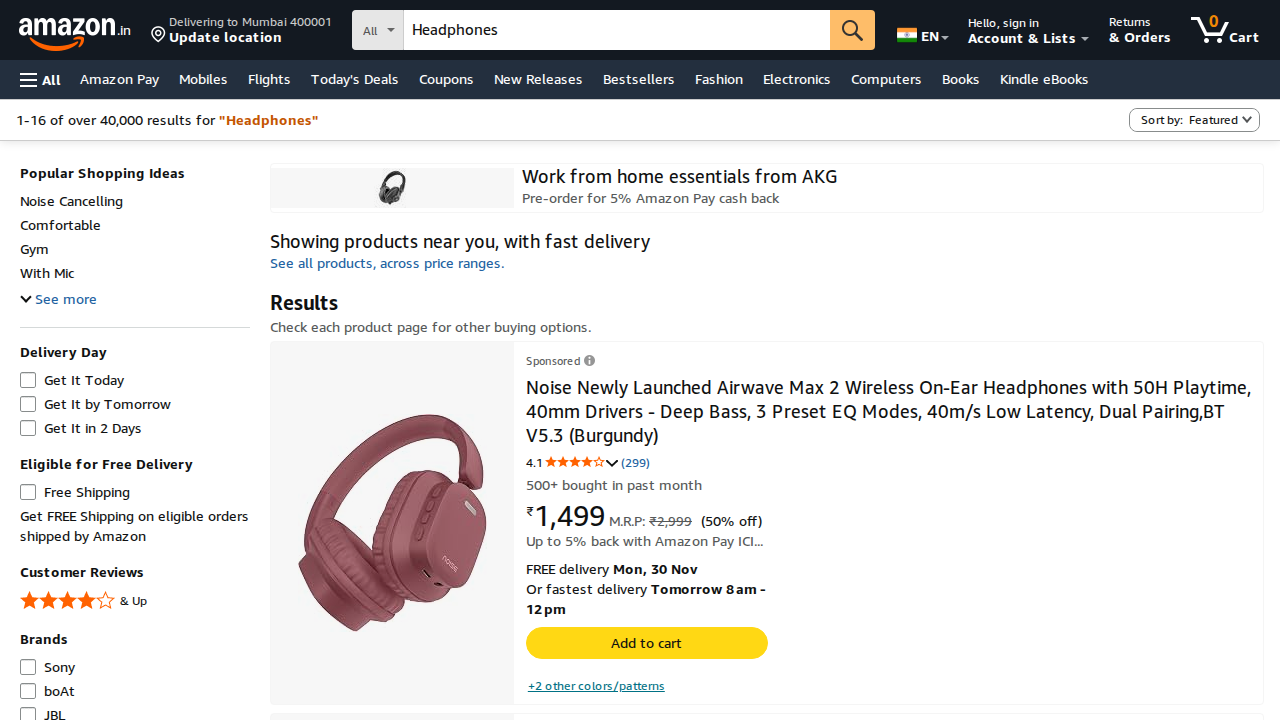 amazon.in
Delivering to Mumbai 400001
Update location
All
Headphones
EN
Hello, sign in
Account & Lists
Returns
& Orders
0
Cart
All
Amazon Pay
Mobiles
Flights
Today's Deals
Coupons
New Releases
Bestsellers
Fashion
Electronics
Computers
Books
Kindle eBooks
1-16 of over 40,000 results for "Headphones"
Sort by: Featured
Popular Shopping Ideas
Noise Cancelling
Comfortable
Gym
With Mic
See more
Delivery Day
Get It Today
Get It by Tomorrow
Get It in 2 Days
Eligible for Free Delivery
Free Shipping
Get FREE Shipping on eligible orders
shipped by Amazon
Customer Reviews
& Up
Brands
Sony
boAt
JBL
Work from home essentials from AKG
Pre-order for 5% Amazon Pay cash back
Showing products near you, with fast delivery
See all products, across price ranges.
Results
Check each product page for other buying options.
noise
Sponsored
Noise Newly Launched Airwave Max 2 Wireless On-Ear Headphones with 50H Playtime,
40mm Drivers - Deep Bass, 3 Preset EQ Modes, 40m/s Low Latency, Dual Pairing,BT
V5.3 (Burgundy)
4.1 (299)
500+ bought in past month
₹1,499 M.R.P: ₹2,999 (50% off)
Up to 5% back with Amazon Pay ICI…
FREE delivery Mon, 30 Nov
Or fastest delivery Tomorrow 8 am -
12 pm
Add to cart
+2 other colors/patterns